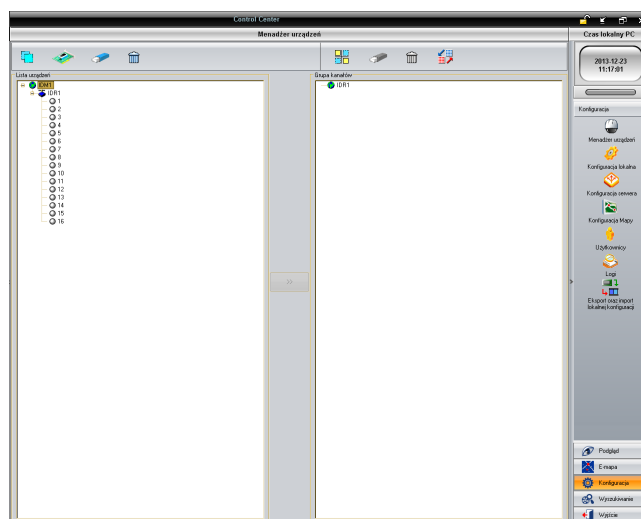 Control Center
Menadżer urządzeń
Czas lokalny PC
Lista urządzeń
IDM1
IDR1
1
2
3
4
5
6
7
8
9
10
11
12
13
14
15
16
>>
Grupa kanałów
IDR1
2013-12-23
11:17:01
Konfiguracja
Menadżer urządzeń
Konfiguracja lokalna
Konfiguracja serwera
Konfiguracja Mapy
Użytkownicy
Logi
Eksport oraz import
lokalnej konfiguracji
Podgląd
E-mapa
Konfiguracja
Wyszukiwanie
Wyjście